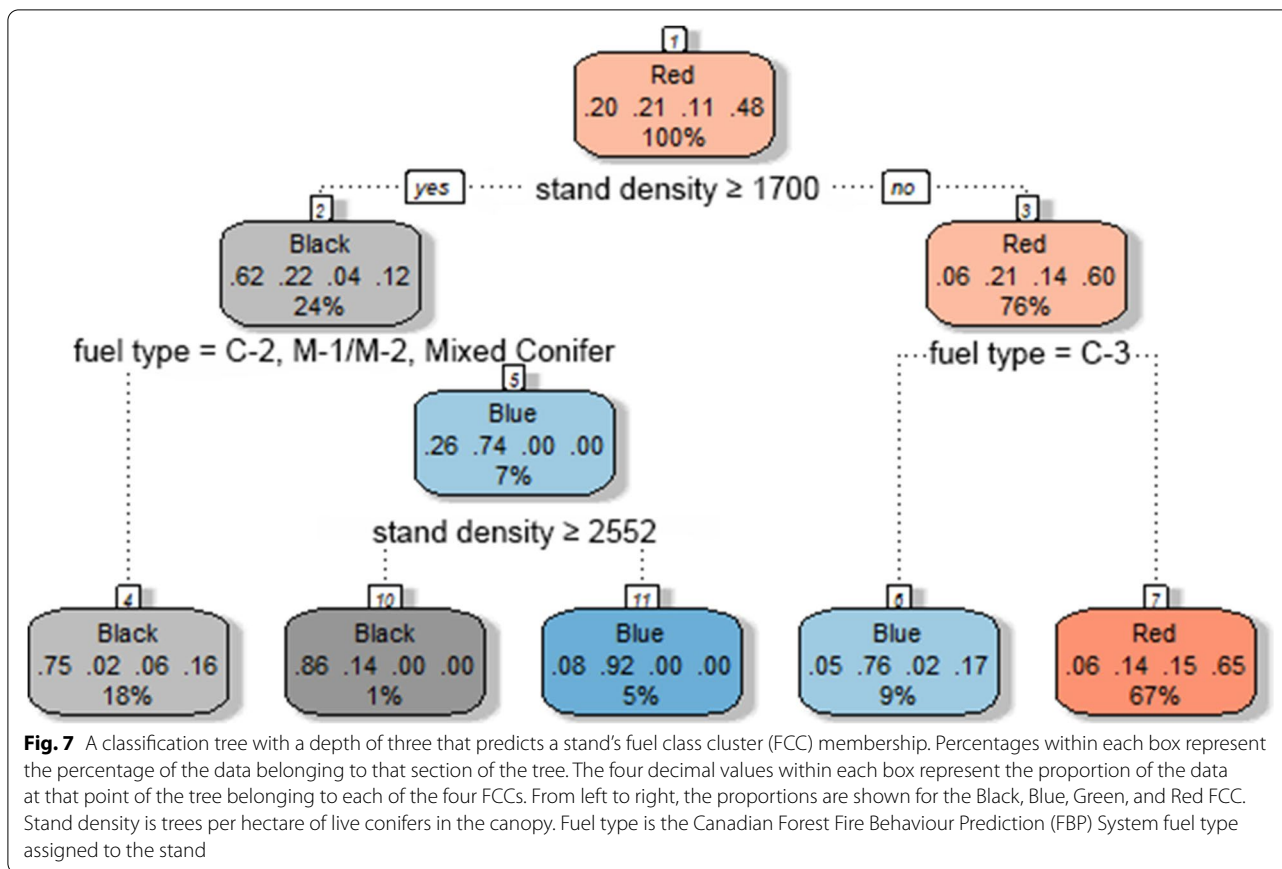 1
Red
.20 .21 .11 .48
100%
yes stand density ≥ 1700 no
2
Black
.62 .22 .04 .12
24%
3
Red
.06 .21 .14 .60
76%
fuel type = C-2, M-1/M-2, Mixed Conifer
fuel type = C-3
5
Blue
.26 .74 .00 .00
7%
stand density ≥ 2552
4
Black
.75 .02 .06 .16
18%
10
Black
.86 .14 .00 .00
1%
11
Blue
.08 .92 .00 .00
5%
6
Blue
.05 .76 .02 .17
9%
7
Red
.06 .14 .15 .65
67%
Fig. 7 A classification tree with a depth of three that predicts a stand’s fuel class cluster (FCC) membership. Percentages within each box represent
the percentage of the data belonging to that section of the tree. The four decimal values within each box represent the proportion of the data
at that point of the tree belonging to each of the four FCCs. From left to right, the proportions are shown for the Black, Blue, Green, and Red FCC.
Stand density is trees per hectare of live conifers in the canopy. Fuel type is the Canadian Forest Fire Behaviour Prediction (FBP) System fuel type
assigned to the stand